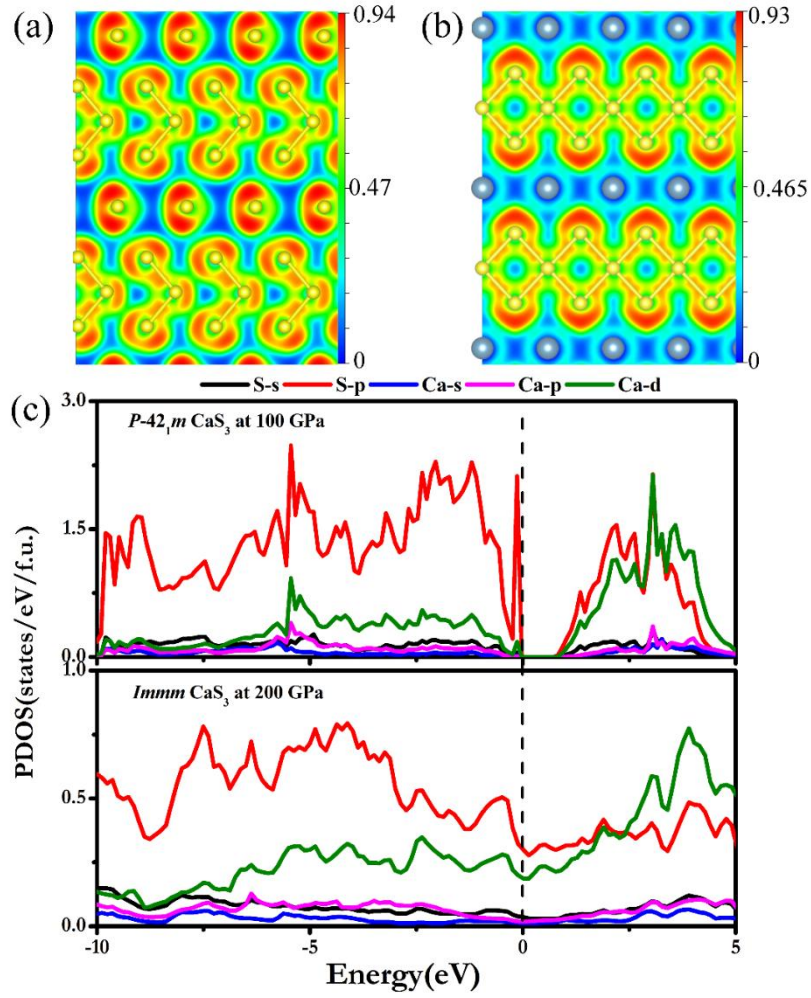 (a)
0.94
0.47
0
(b)
0.93
0.465
0
S-s S-p Ca-s Ca-p Ca-d
(c)
3.0
P-42₁m CaS₃ at 100 GPa
1.5
0.0
1.0
Immm CaS₃ at 200 GPa
0.5
0.0
PDOS(states/eV/f.u.)
-10 -5 0 5
Energy(eV)